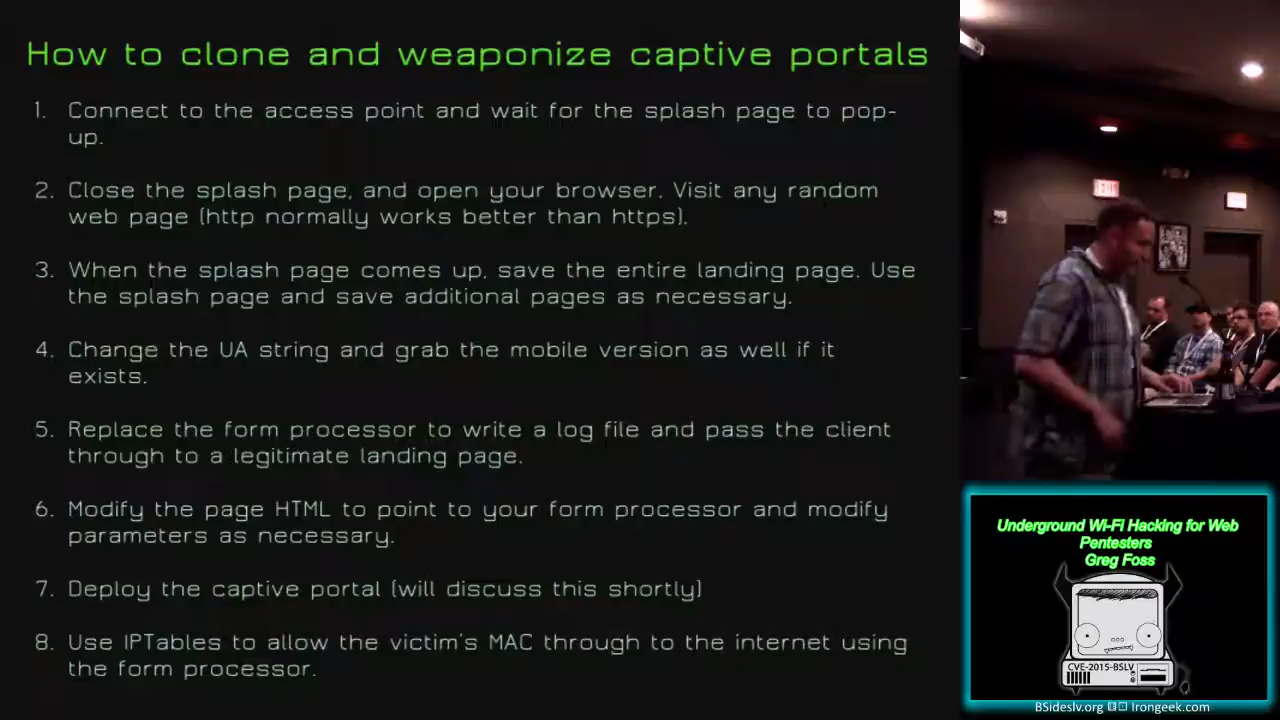 How to clone and weaponize captive portals
1. Connect to the access point and wait for the splash page to pop-
up.
2. Close the splash page, and open your browser. Visit any random
web page (http normally works better than https).
3. When the splash page comes up, save the entire landing page. Use
the splash page and save additional pages as necessary.
4. Change the UA string and grab the mobile version as well if it
exists.
5. Replace the form processor to write a log file and pass the client
through to a legitimate landing page.
6. Modify the page HTML to point to your form processor and modify
parameters as necessary.
7. Deploy the captive portal (will discuss this shortly)
8. Use IPTables to allow the victim's MAC through to the internet using
the form processor.
EXIT
Underground Wi-Fi Hacking for Web
Pentesters
Greg Foss
CVE-2015-BSLV
BSideslv.org Irongeek.com